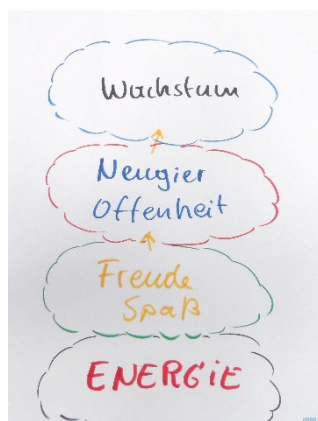 Wachstum
Neugier
Offenheit
Freude
Spaß
ENERGiE